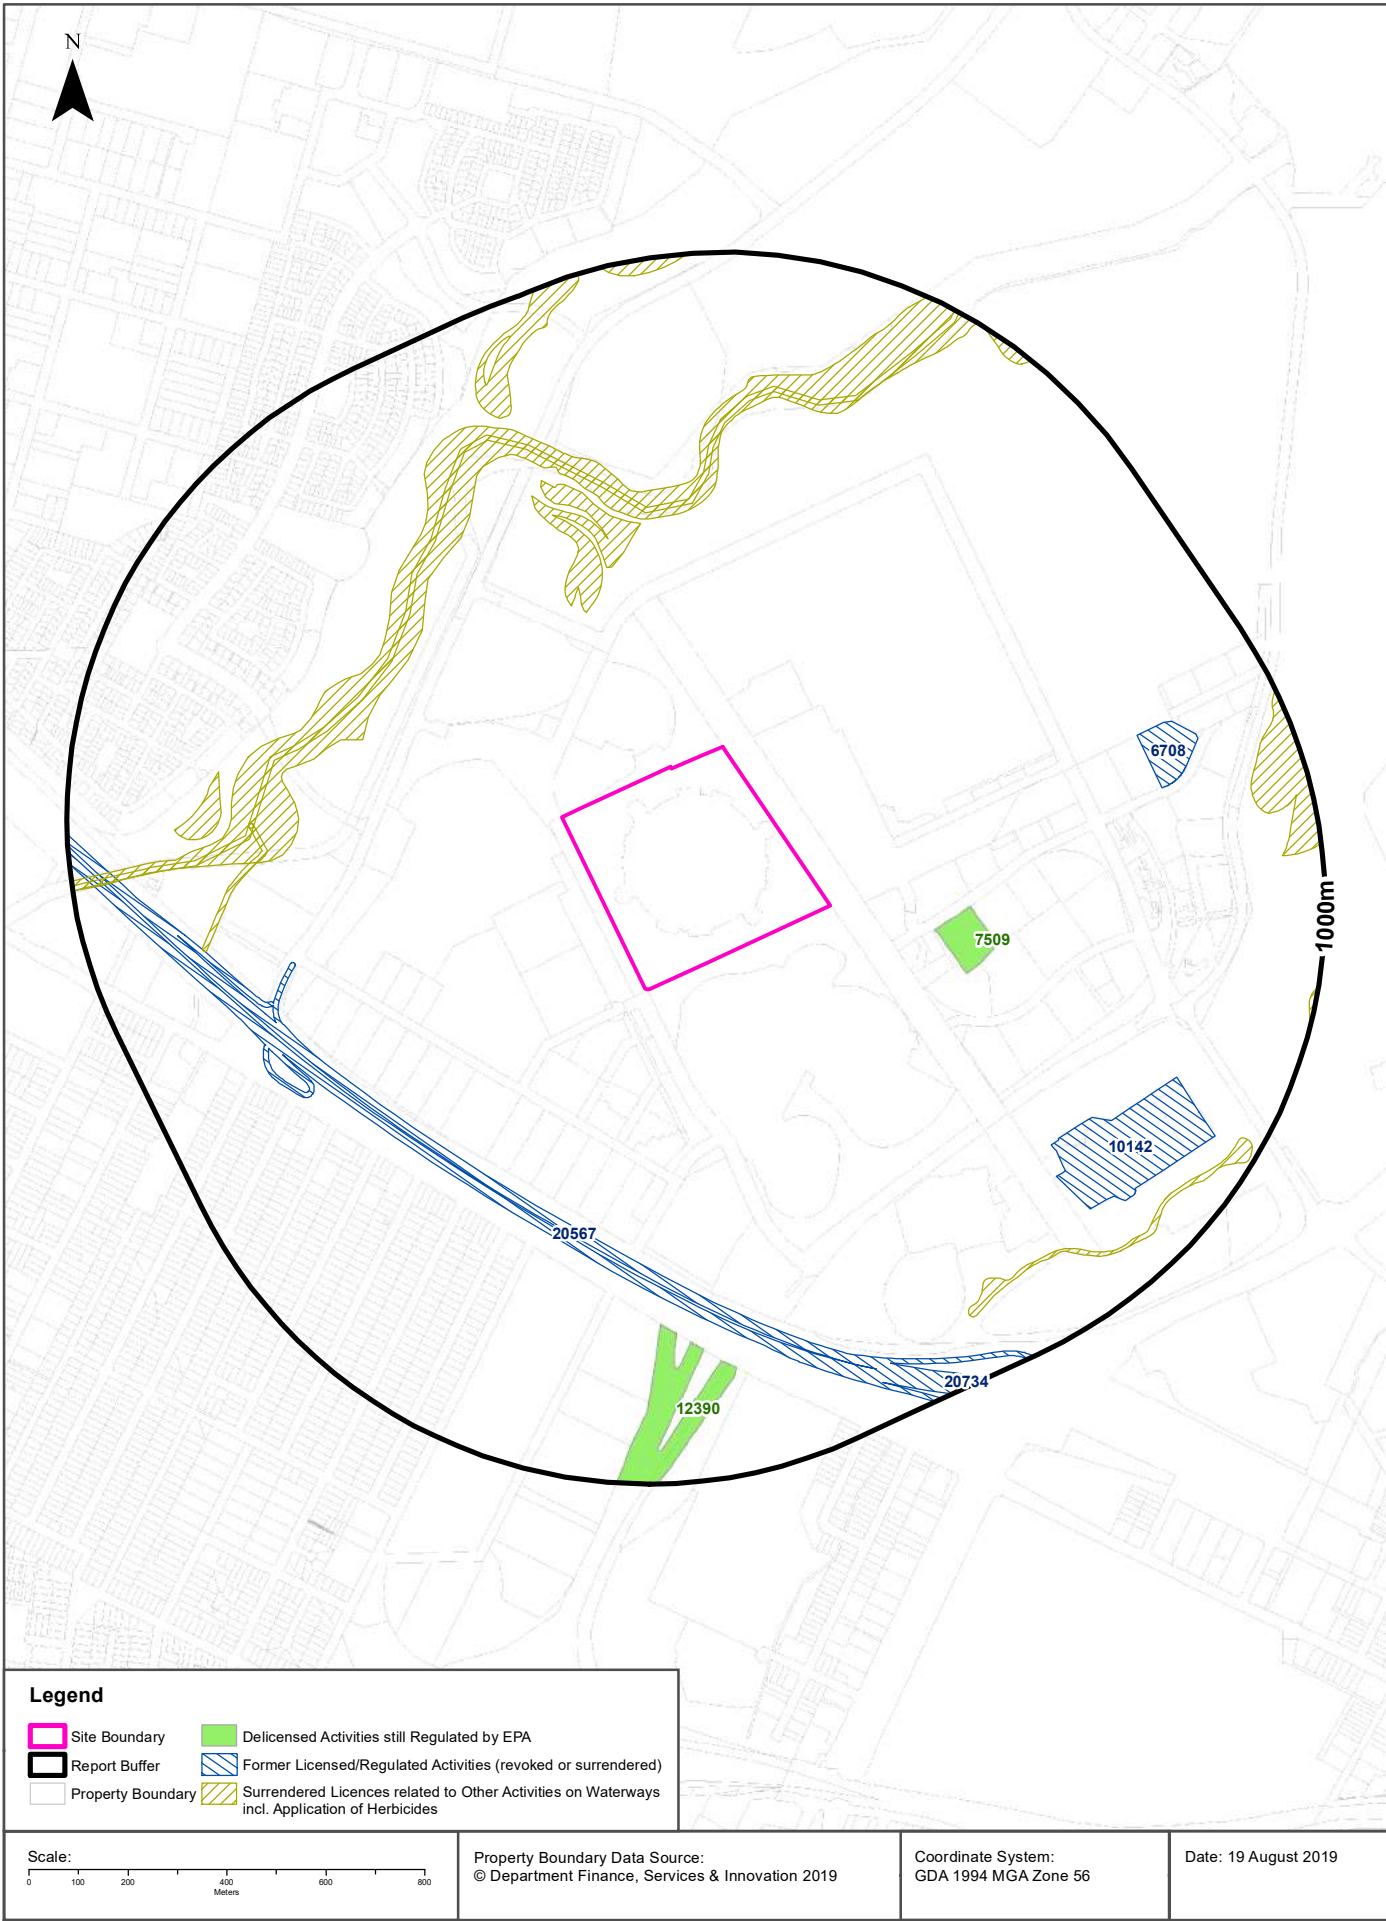 N
6708
7509
1000m
10142
20567
20734
12390
Legend
Site Boundary
Report Buffer
Property Boundary
Delicensed Activities still Regulated by EPA
Former Licensed/Regulated Activities (revoked or surrendered)
Surrendered Licences related to Other Activities on Waterways
incl. Application of Herbicides
Scale:
0 100 200 400 600 800
Meters
Property Boundary Data Source:
© Department Finance, Services & Innovation 2019
Coordinate System:
GDA 1994 MGA Zone 56
Date: 19 August 2019